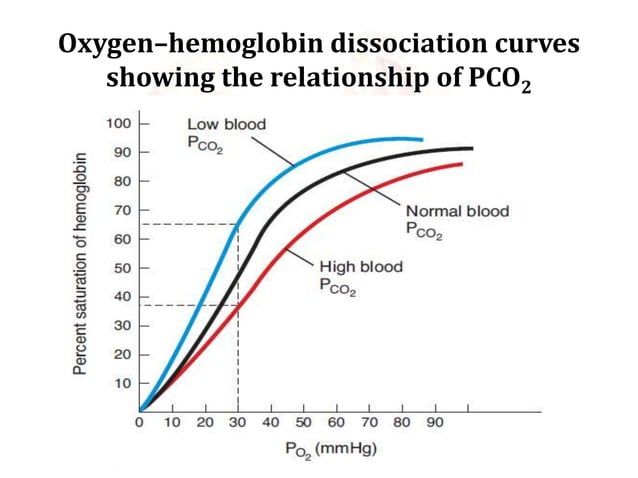 Oxygen–hemoglobin dissociation curves
showing the relationship of PCO₂
Percent saturation of hemoglobin
100
90
80
70
60
50
40
30
20
10
Low blood
PCO₂
Normal blood
PCO₂
High blood
PCO₂
0 10 20 30 40 50 60 70 80 90
PO₂ (mmHg)